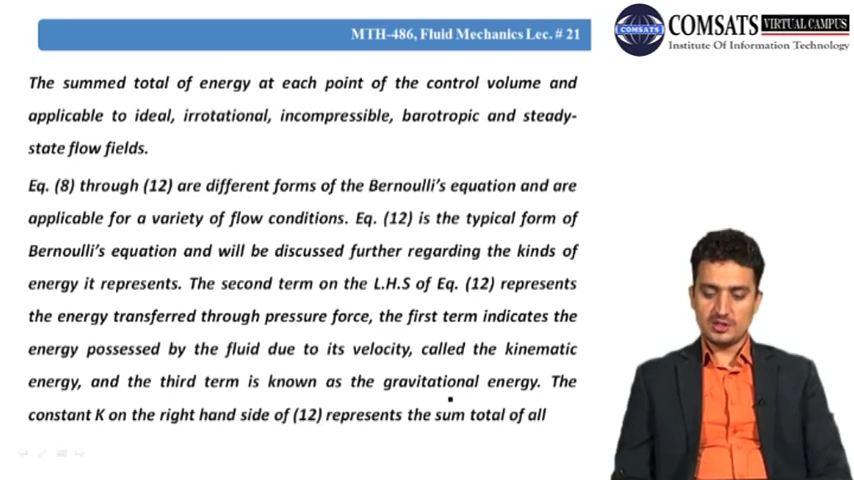 MTH-486, Fluid Mechanics Lec. # 21
COMSATS VIRTUAL CAMPUS
Institute Of Information Technology
The summed total of energy at each point of the control volume and
applicable to ideal, irrotational, incompressible, barotropic and steady-
state flow fields.
Eq. (8) through (12) are different forms of the Bernoulli's equation and are
applicable for a variety of flow conditions. Eq. (12) is the typical form of
Bernoulli's equation and will be discussed further regarding the kinds of
energy it represents. The second term on the L.H.S of Eq. (12) represents
the energy transferred through pressure force, the first term indicates the
energy possessed by the fluid due to its velocity, called the kinematic
energy, and the third term is known as the gravitational energy. The
constant K on the right hand side of (12) represents the sum total of all